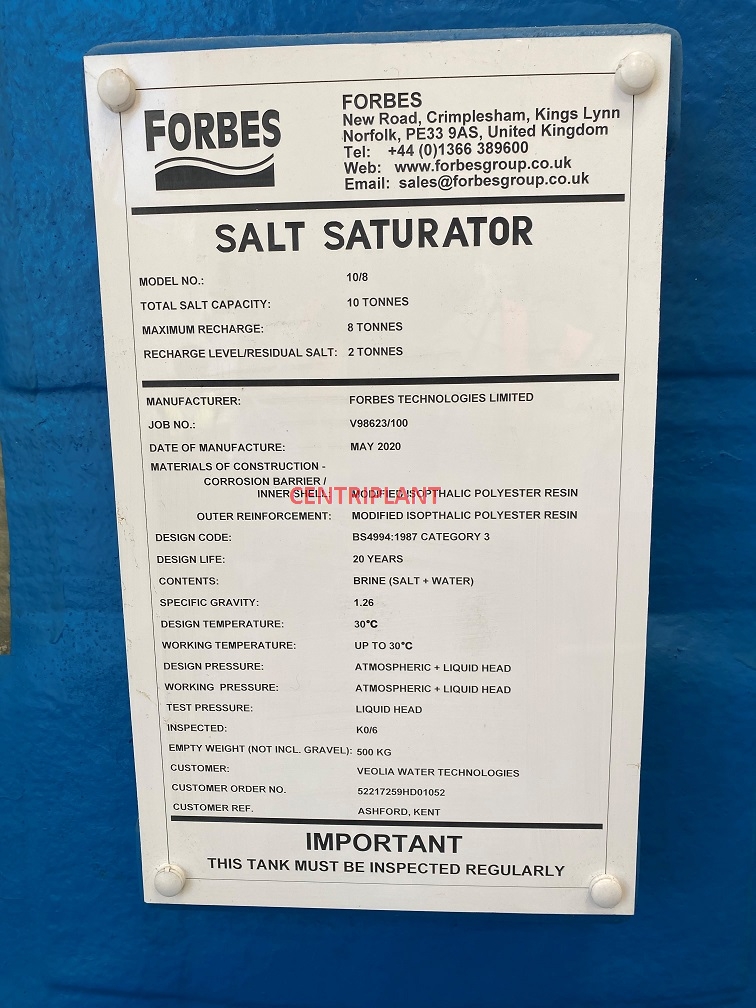 FORBES
FORBES
New Road, Crimplesham, Kings Lynn
Norfolk, PE33 9AS, United Kingdom
Tel: +44 (0)1366 389600
Web: www.forbesgroup.co.uk
Email: sales@forbesgroup.co.uk
SALT SATURATOR
MODEL NO.: 10/8
TOTAL SALT CAPACITY: 10 TONNES
MAXIMUM RECHARGE: 8 TONNES
RECHARGE LEVEL/RESIDUAL SALT: 2 TONNES
MANUFACTURER: FORBES TECHNOLOGIES LIMITED
JOB NO.: V98623/100
DATE OF MANUFACTURE: MAY 2020
MATERIALS OF CONSTRUCTION -
CORROSION BARRIER /
INNER SHELL: MODIFIED ISOPTHALIC POLYESTER RESIN
CENTRIPLANT
OUTER REINFORCEMENT: MODIFIED ISOPTHALIC POLYESTER RESIN
DESIGN CODE: BS4994:1987 CATEGORY 3
DESIGN LIFE: 20 YEARS
CONTENTS: BRINE (SALT + WATER)
SPECIFIC GRAVITY: 1.26
DESIGN TEMPERATURE: 30°C
WORKING TEMPERATURE: UP TO 30°C
DESIGN PRESSURE: ATMOSPHERIC + LIQUID HEAD
WORKING PRESSURE: ATMOSPHERIC + LIQUID HEAD
TEST PRESSURE: LIQUID HEAD
INSPECTED: K0/6
EMPTY WEIGHT (NOT INCL. GRAVEL): 500 KG
CUSTOMER: VEOLIA WATER TECHNOLOGIES
CUSTOMER ORDER NO. 52217259HD01052
CUSTOMER REF. ASHFORD, KENT
IMPORTANT
THIS TANK MUST BE INSPECTED REGULARLY